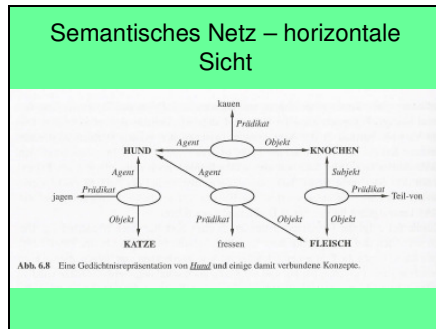 Semantisches Netz – horizontale
Sicht
kauen
Prädikat
HUND Agent Objekt KNOCHEN
Agent Agent Subjekt
jagen Prädikat Prädikat Teil-von
Objekt Prädikat Objekt Objekt
KATZE fressen FLEISCH
Abb. 6.8 Eine Gedächtnisrepräsentation von Hund und einige damit verbundene Konzepte.